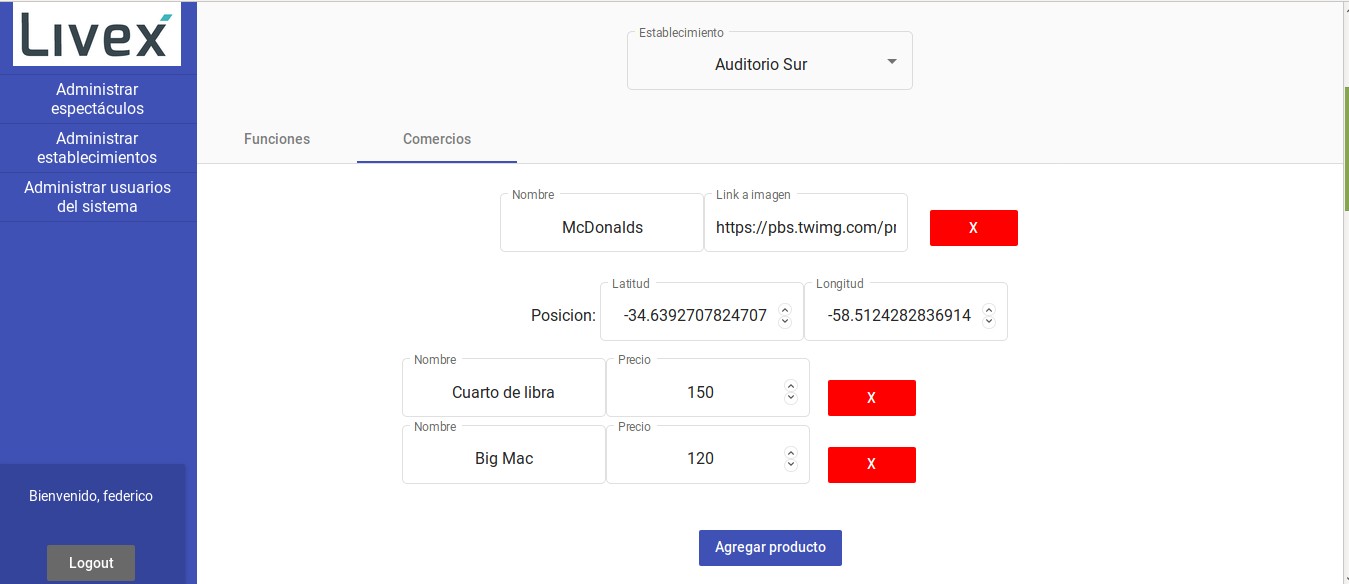 Livex
Administrar
espectáculos
Administrar
establecimientos
Administrar usuarios
del sistema
Bienvenido, federico
Logout
Establecimiento
Auditorio Sur
Funciones
Comercios
Nombre
McDonalds
Link a imagen
https://pbs.twimg.com/pr
X
Posicion:
Latitud
-34.6392707824707
Longitud
-58.5124282836914
Nombre
Cuarto de libra
Precio
150
X
Nombre
Big Mac
Precio
120
X
Agregar producto